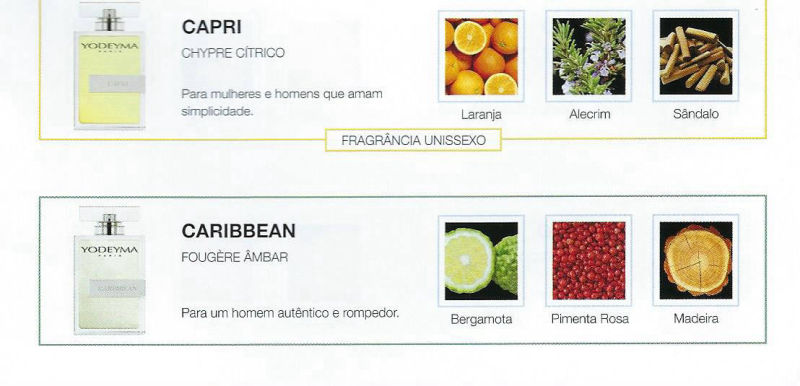 CAPRI
CHYPRE CÍTRICO
Para mulheres e homens que amam
simplicidade.
YODEYMA
PARIS
CAPRI
Laranja
Alecrim
Sândalo
FRAGRÂNCIA UNISSEXO
CARIBBEAN
FOUGÈRE ÂMBAR
Para um homem autêntico e rompedor.
YODEYMA
PARIS
CARIBBEAN
Bergamota
Pimenta Rosa
Madeira